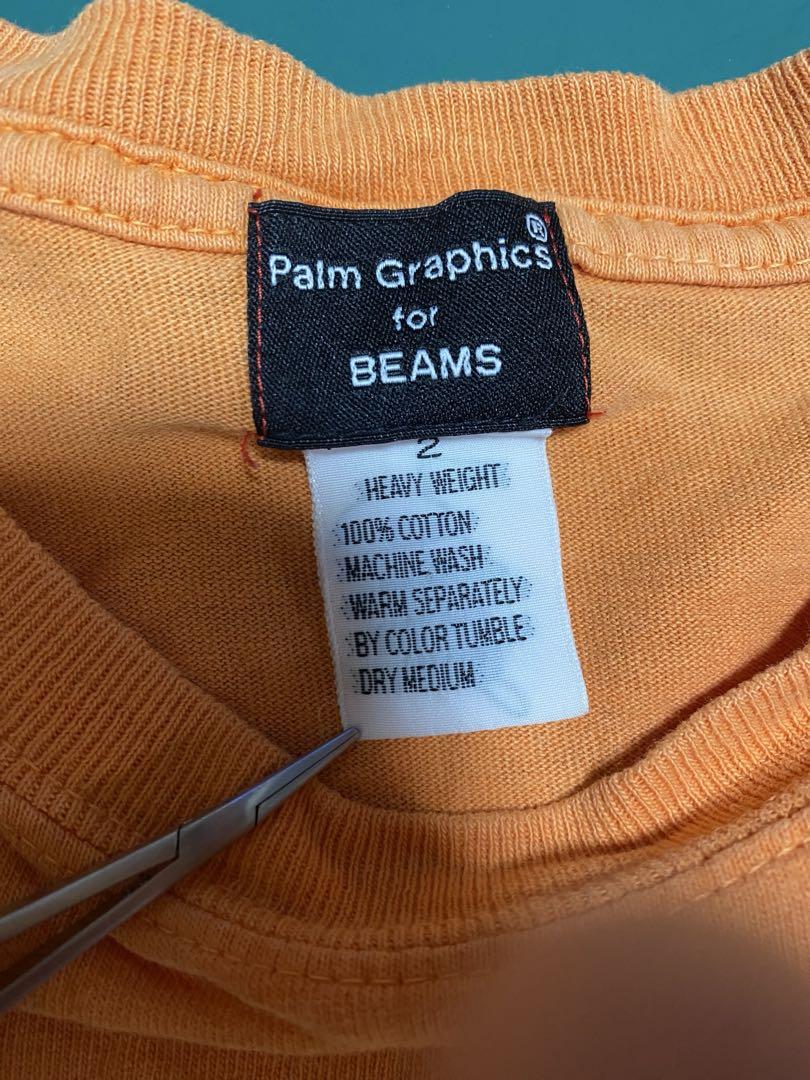 Palm Graphics®
for
BEAMS
2
HEAVY WEIGHT
100% COTTON
MACHINE WASH
WARM SEPARATELY
BY COLOR TUMBLE
DRY MEDIUM